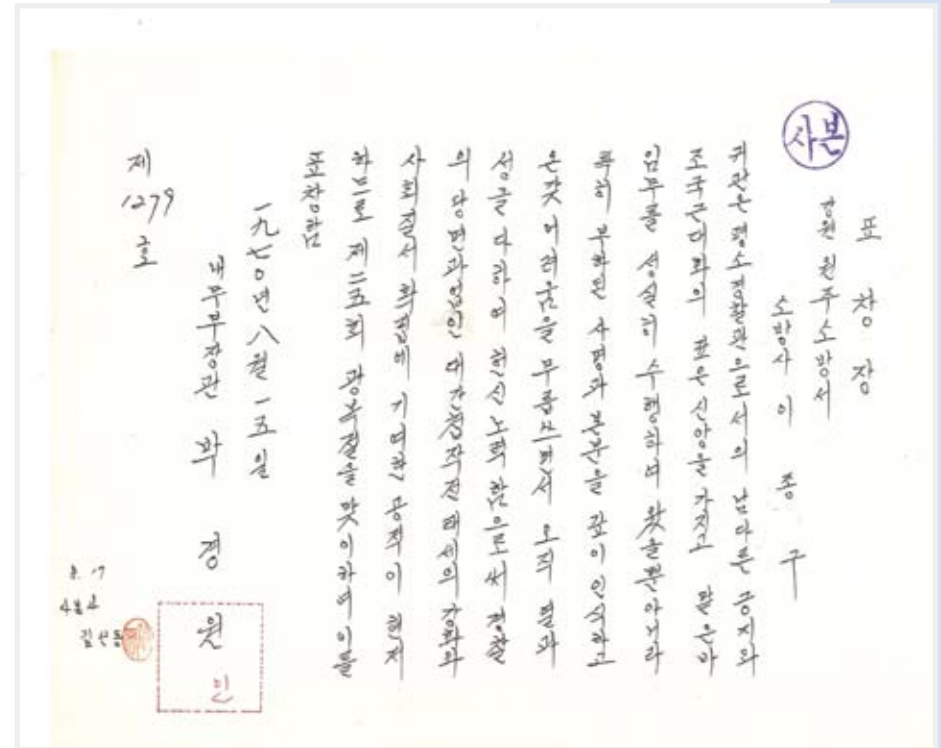 사본
표창장
강원 원주소방서
소방사 이종구
귀관은 평소 경찰관으로서의 남다른 긍지와
조국근대화의 높은 신앙을 가지고 맡은바
임무를 성실히 수행하여 왔을뿐아니라
특히 부하된 사명과 본분을 깊이 인식하고
온갖 어려움을 무릅쓰면서 오직 열과
성을 다하여 헌신노력함으로써 경찰
의 당면과업인 대간첩작전태세의 강화와
사회질서 확립에 기여한 공적이 현저
하므로 제二五회 광복절을 맞이하여 이를
표창함
一九七○년 八월 一五일
내무부장관 박경원
인
제1279호
8. 17